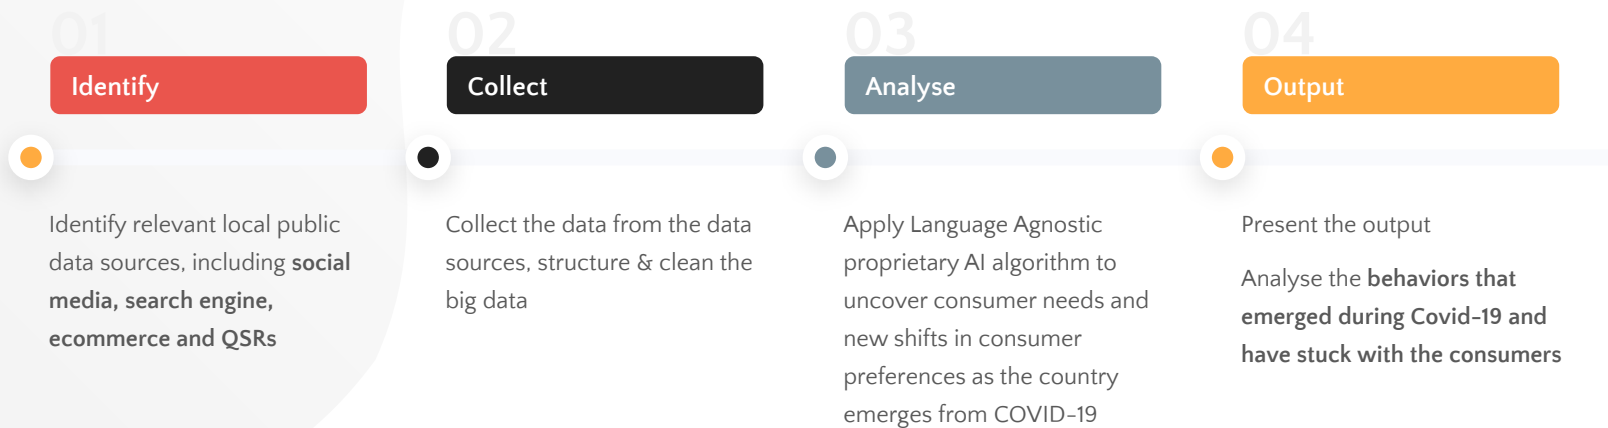 01
Identify
Identify relevant local public
data sources, including social
media, search engine,
ecommerce and QSRs
02
Collect
Collect the data from the data
sources, structure & clean the
big data
03
Analyse
Apply Language Agnostic
proprietary AI algorithm to
uncover consumer needs and
new shifts in consumer
preferences as the country
emerges from COVID-19
04
Output
Present the output
Analyse the behaviors that
emerged during Covid-19 and
have stuck with the consumers